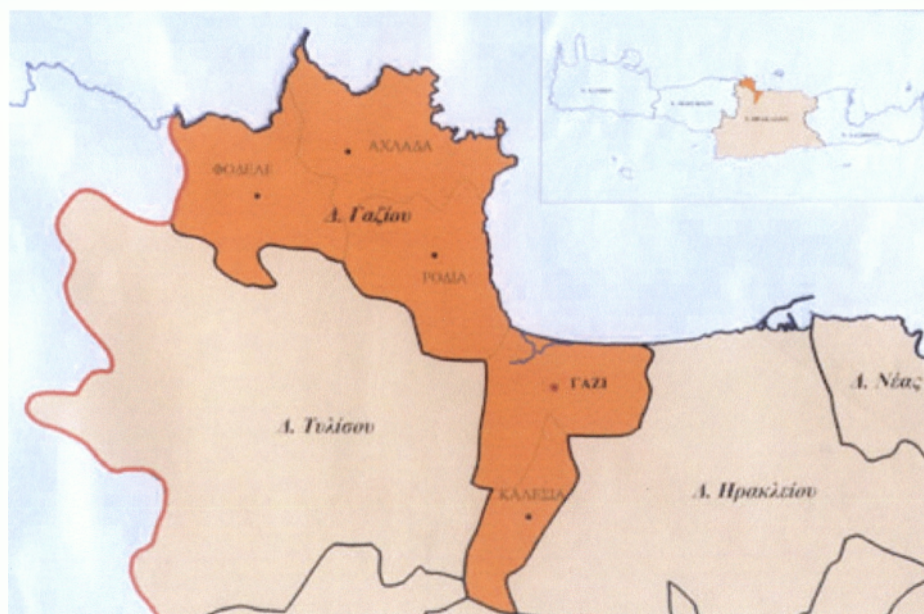 ΑΧΛΑΔΑ
ΦΟΔΕΛΕ
Δ. Γαζίου
ΡΟΔΙΑ
ΓΑΖΙ
Δ. Νέας
Δ. Τυλίσου
ΚΑΛΕΣΙΑ
Δ. Ηρακλείου